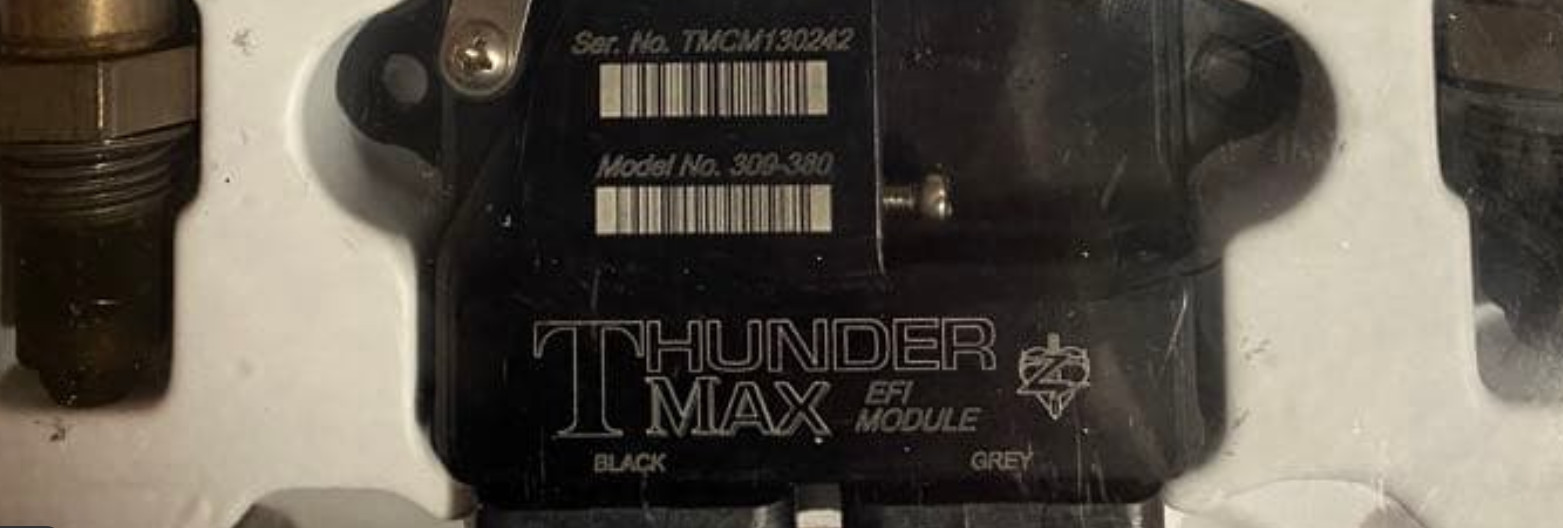 Ser. No. TMCM130242
Model No. 309-380
THUNDER
MAX EFI
MODULE
BLACK GREY